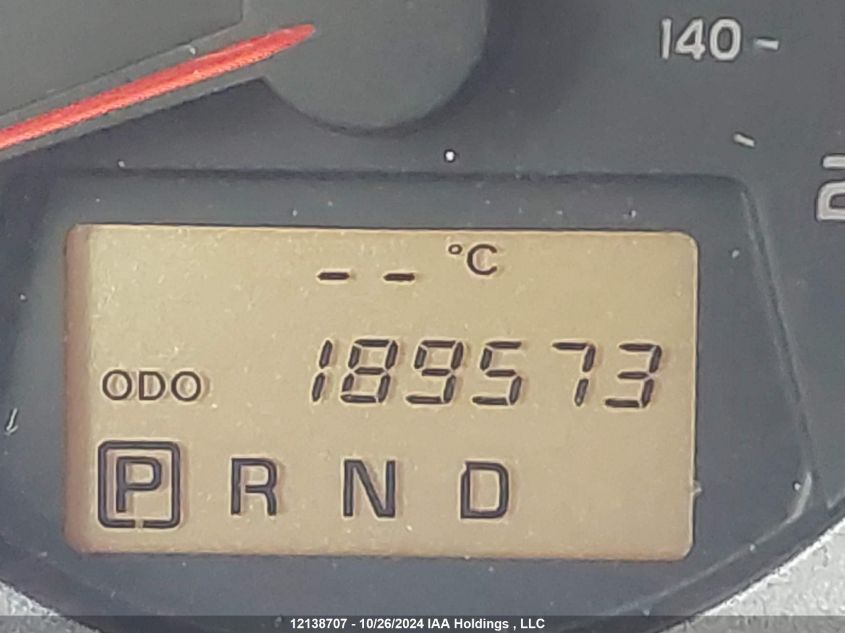 140
-- °C
ODO 189573
P R N D
12138707 - 10/26/2024 IAA Holdings , LLC